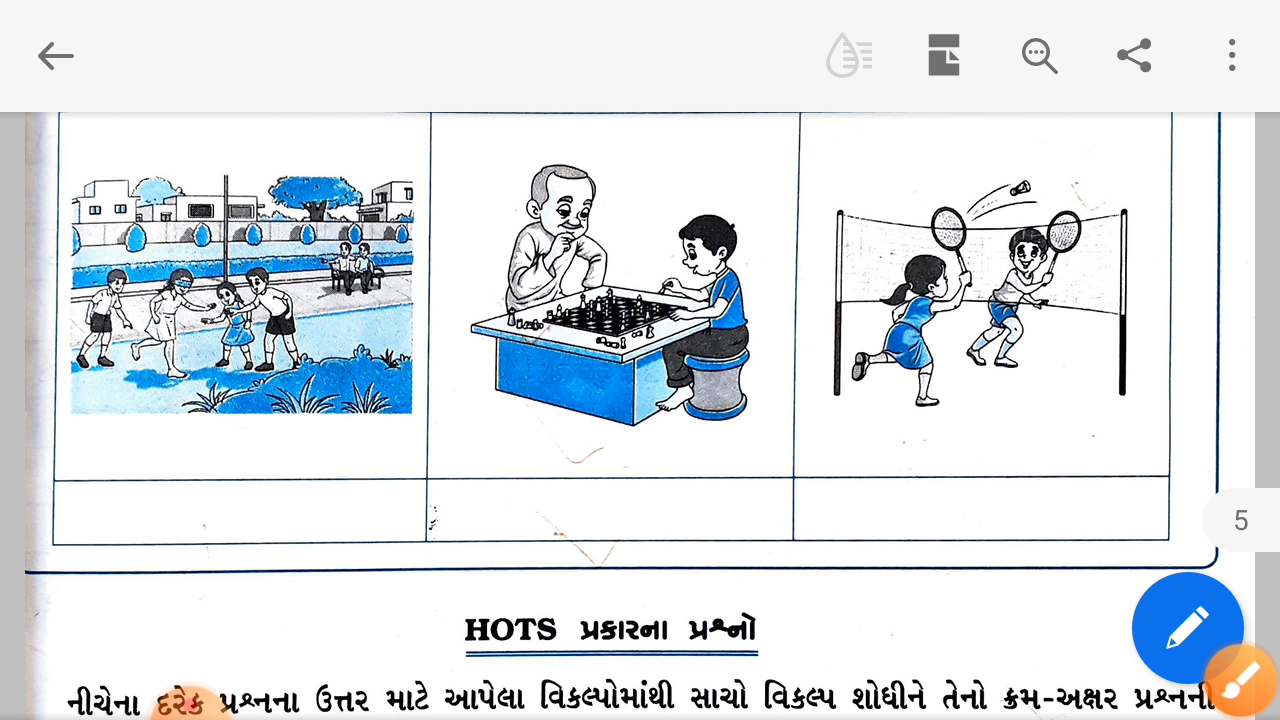 5
HOTS પ્રકારના પ્રશ્નો
નીચેના દરેક પ્રશ્નના ઉત્તર માટે આપેલા વિકલ્પોમાંથી સાચો વિકલ્પ શોધીને તેનો ક્રમ-અક્ષર પ્રશ્નની